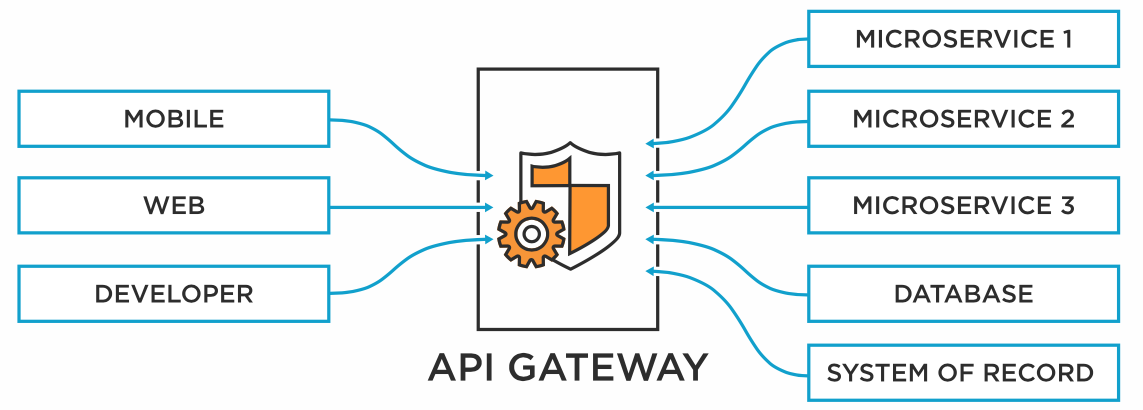 MOBILE
WEB
DEVELOPER
API GATEWAY
MICROSERVICE 1
MICROSERVICE 2
MICROSERVICE 3
DATABASE
SYSTEM OF RECORD